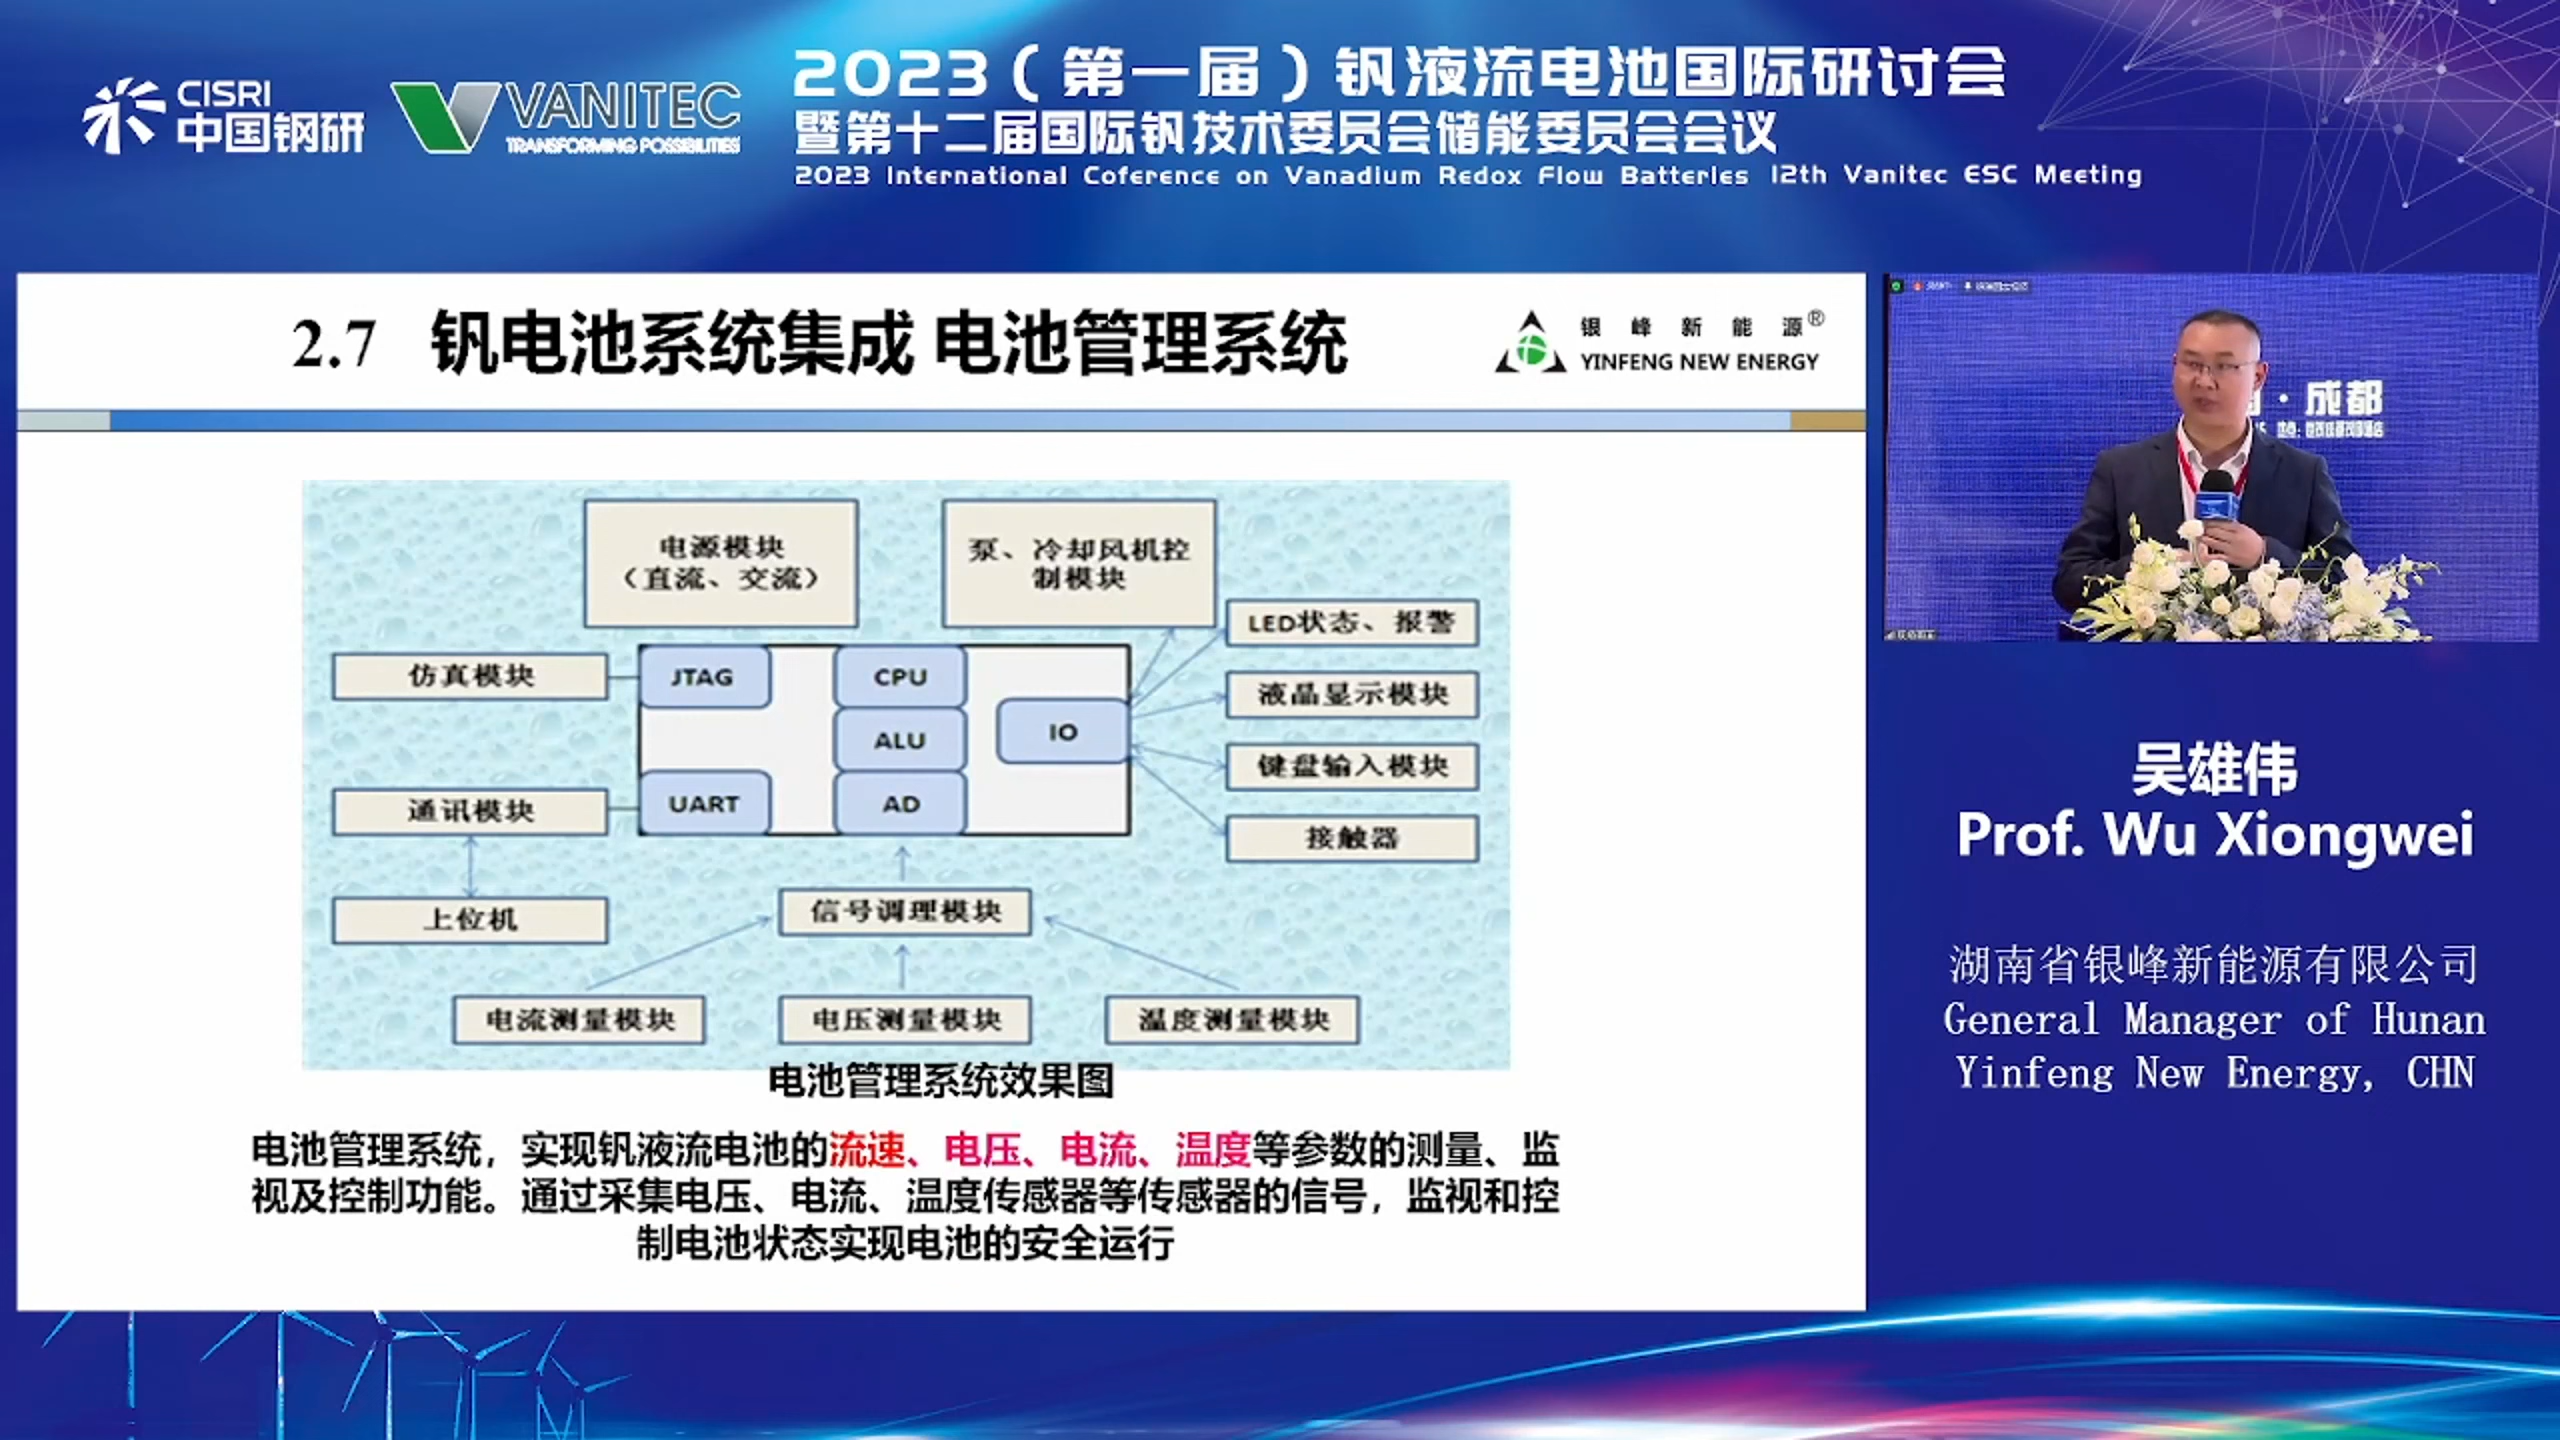 CISRI
中国钢研
VANITEC
TRANSFORMING POSSIBILITIES
2023（第一届）钒液流电池国际研讨会
暨第十二届国际钒技术委员会储能委员会会议
2023 International Coference on Vanadium Redox Flow Batteries 12th Vanitec ESC Meeting
2.7 钒电池系统集成 电池管理系统
银峰新能源®
YINFENG NEW ENERGY
电源模块
（直流、交流）
泵、冷却风机控
制模块
LED状态、报警
仿真模块
JTAG
CPU
液晶显示模块
IO
ALU
键盘输入模块
通讯模块
UART
AD
接触器
上位机
信号调理模块
电流测量模块
电压测量模块
温度测量模块
电池管理系统效果图
电池管理系统，实现钒液流电池的流速、电压、电流、温度等参数的测量、监
视及控制功能。通过采集电压、电流、温度传感器等传感器的信号，监视和控
制电池状态实现电池的安全运行
·成都
吴雄伟
Prof. Wu Xiongwei
湖南省银峰新能源有限公司
General Manager of Hunan
Yinfeng New Energy, CHN